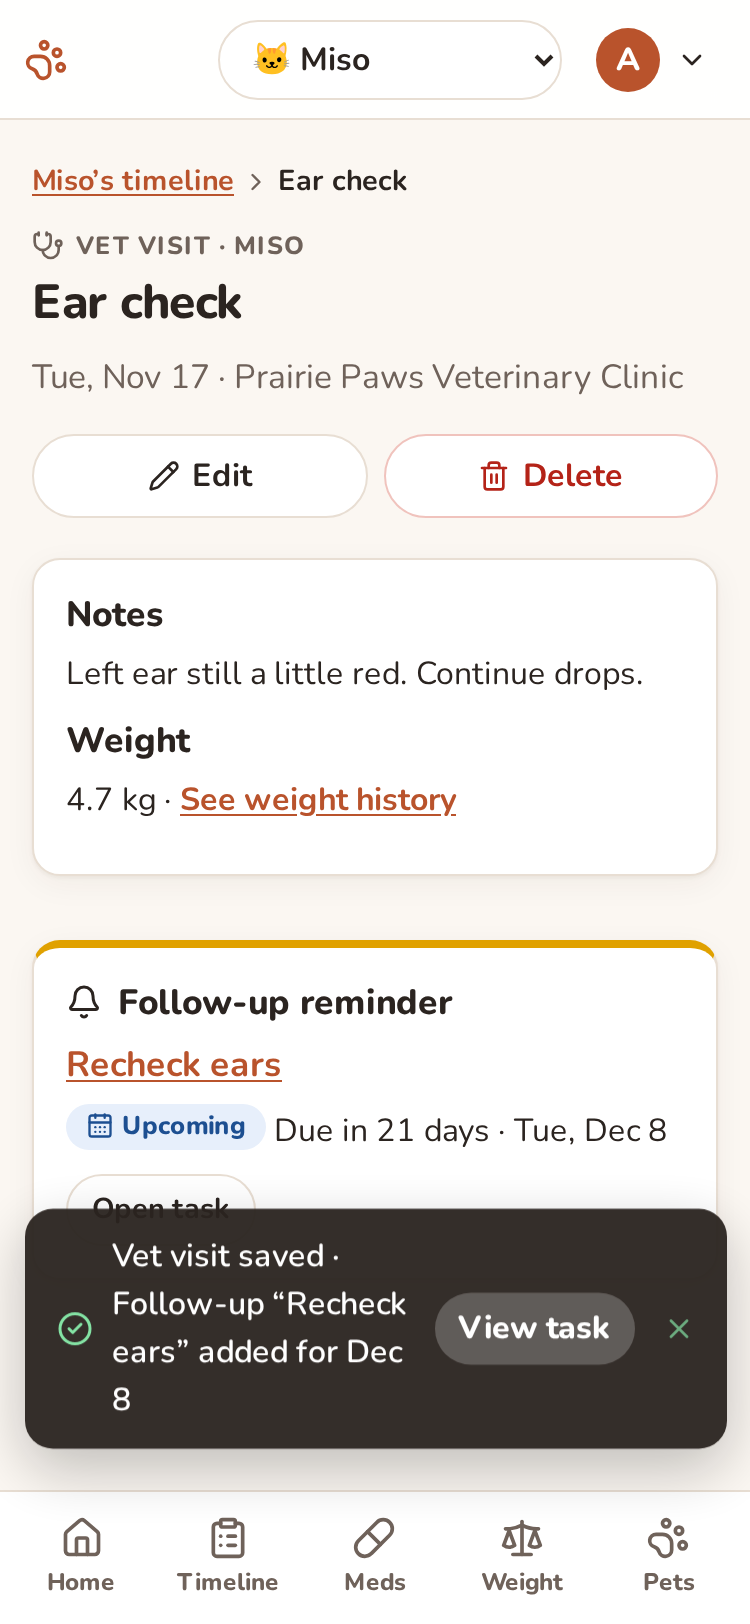 Miso
A
Miso’s timeline > Ear check
VET VISIT · MISO
Ear check
Tue, Nov 17 · Prairie Paws Veterinary Clinic
Edit
Delete
Notes
Left ear still a little red. Continue drops.
Weight
4.7 kg · See weight history
Follow-up reminder
Recheck ears
Upcoming Due in 21 days · Tue, Dec 8
Open task
Vet visit saved ·
Follow-up “Recheck
ears” added for Dec
8
View task
Home
Timeline
Meds
Weight
Pets